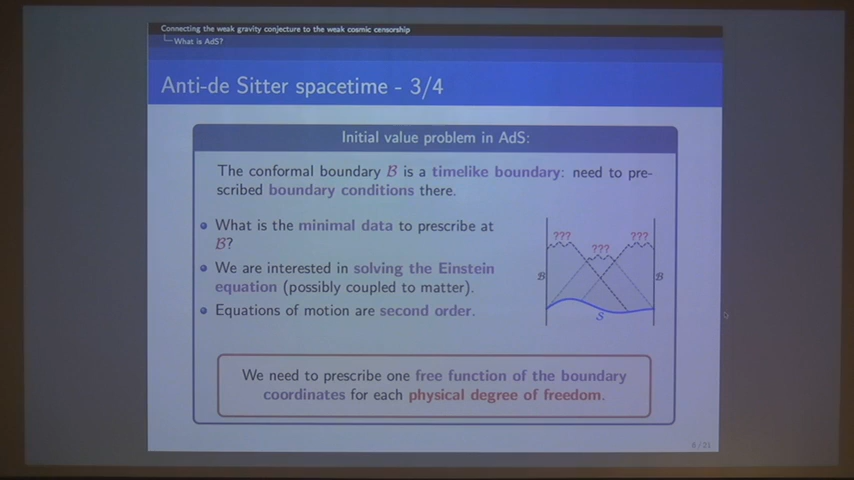 Connecting the weak gravity conjecture to the weak cosmic censorship
What is AdS?
Anti-de Sitter spacetime - 3/4
Initial value problem in AdS:
The conformal boundary B is a timelike boundary: need to pre-
scribed boundary conditions there.
What is the minimal data to prescribe at
B?
We are interested in solving the Einstein
equation (possibly coupled to matter).
Equations of motion are second order.
???
???
???
B
B
S
We need to prescribe one free function of the boundary
coordinates for each physical degree of freedom.
6 / 21